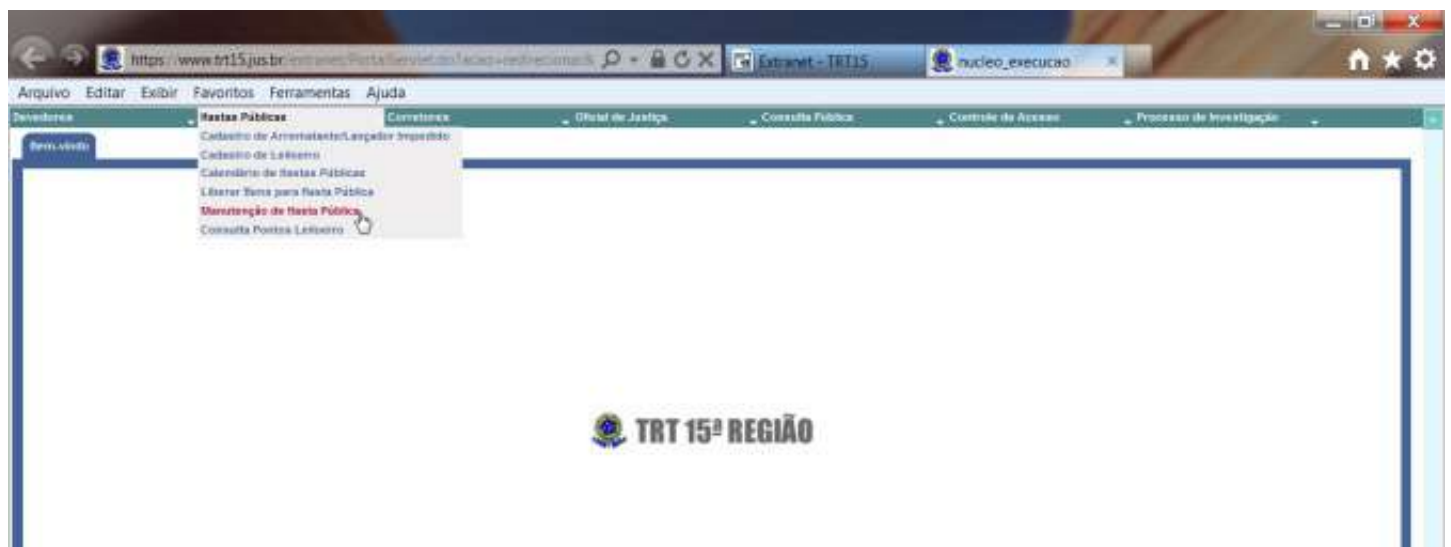 https://www.trt15.jus.br
Extranet - TRT15
nucleo_execucao
Arquivo Editar Exibir Favoritos Ferramentas Ajuda
Devedores Hastas Públicas Corretores Oficial de Justiça Consulta Pública Controle de Acesso Processo de Investigação
Bem-vindo
Cadastro de Arrematante/Lançador Impedido
Cadastro de Leiloeiro
Calendário de Hastas Públicas
Liberar Bens para Hasta Pública
Manutenção de Hasta Pública
Consulta Pontos Leiloeiro
TRT 15ª REGIÃO